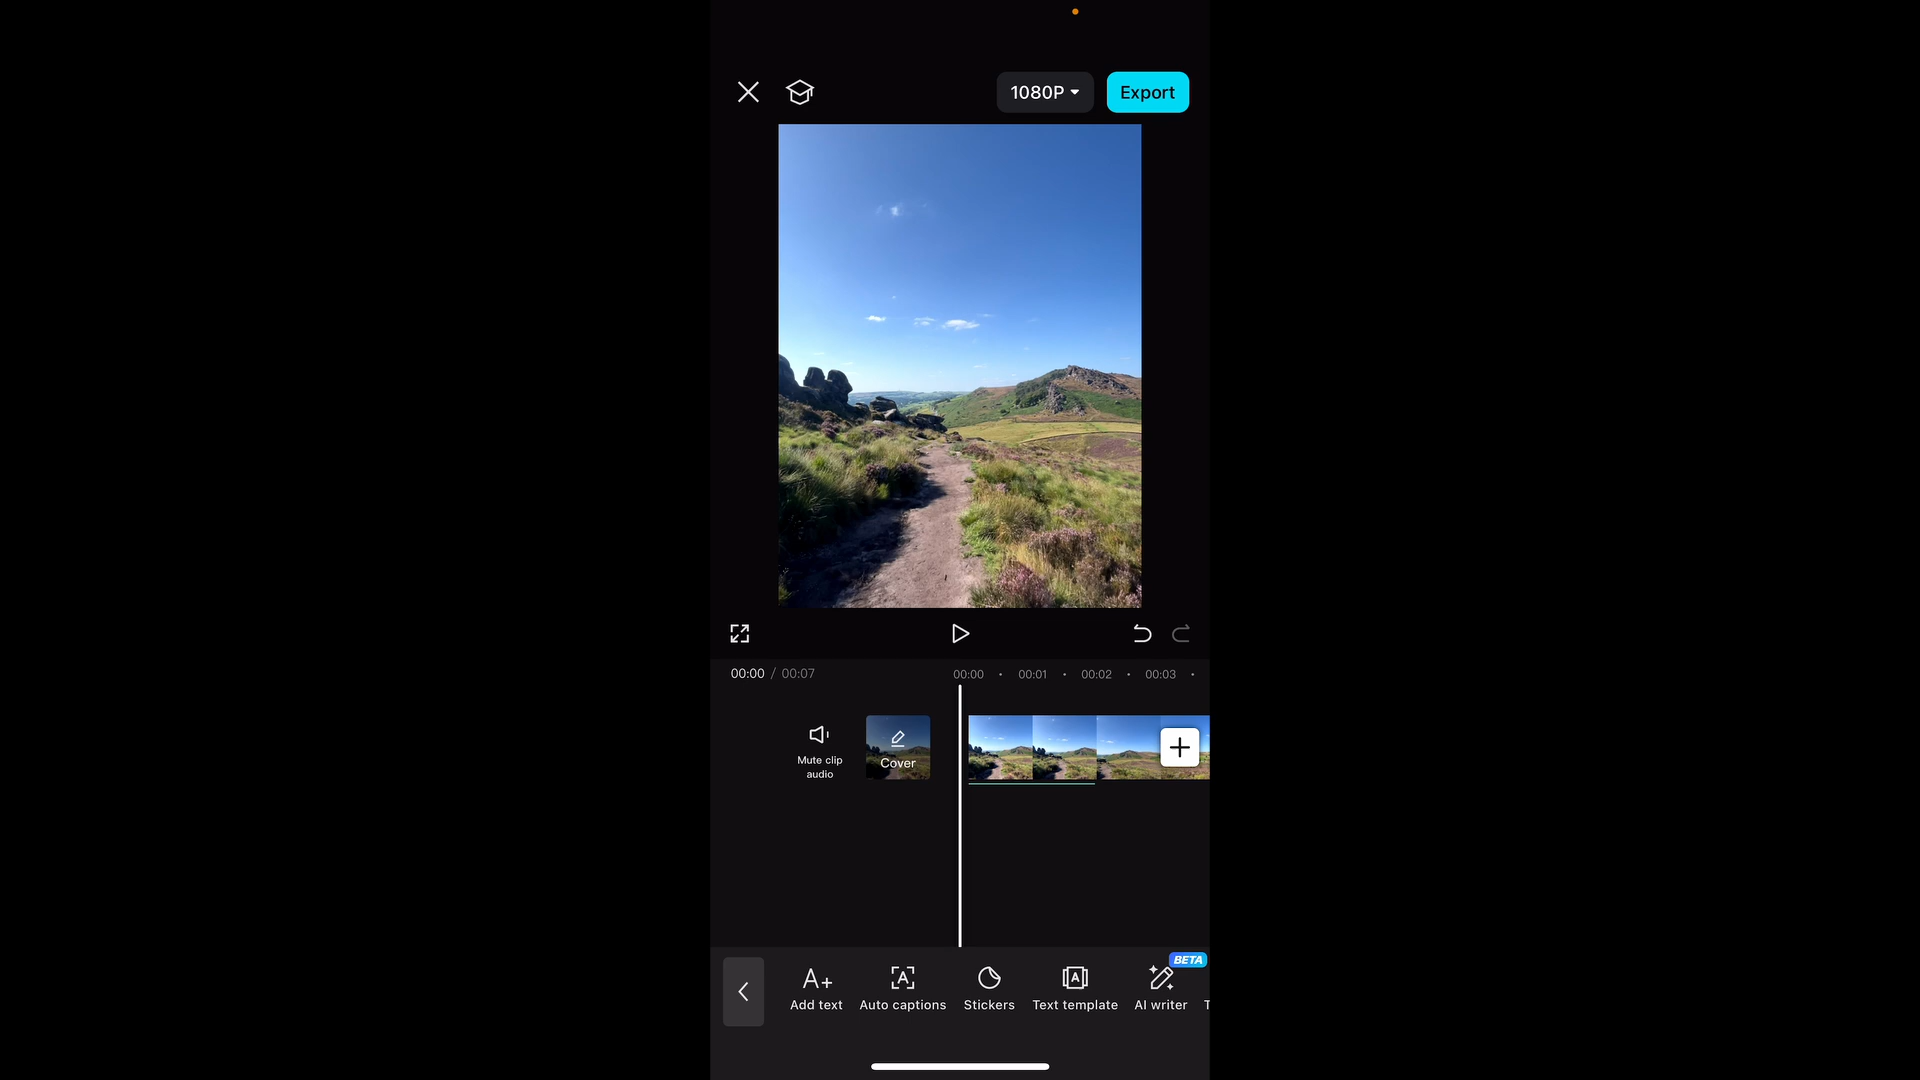 1080P
Export
00:00 / 00:07
00:00 • 00:01 • 00:02 • 00:03 •
Mute clip
audio
Cover
BETA
Add text
Auto captions
Stickers
Text template
AI writer
T